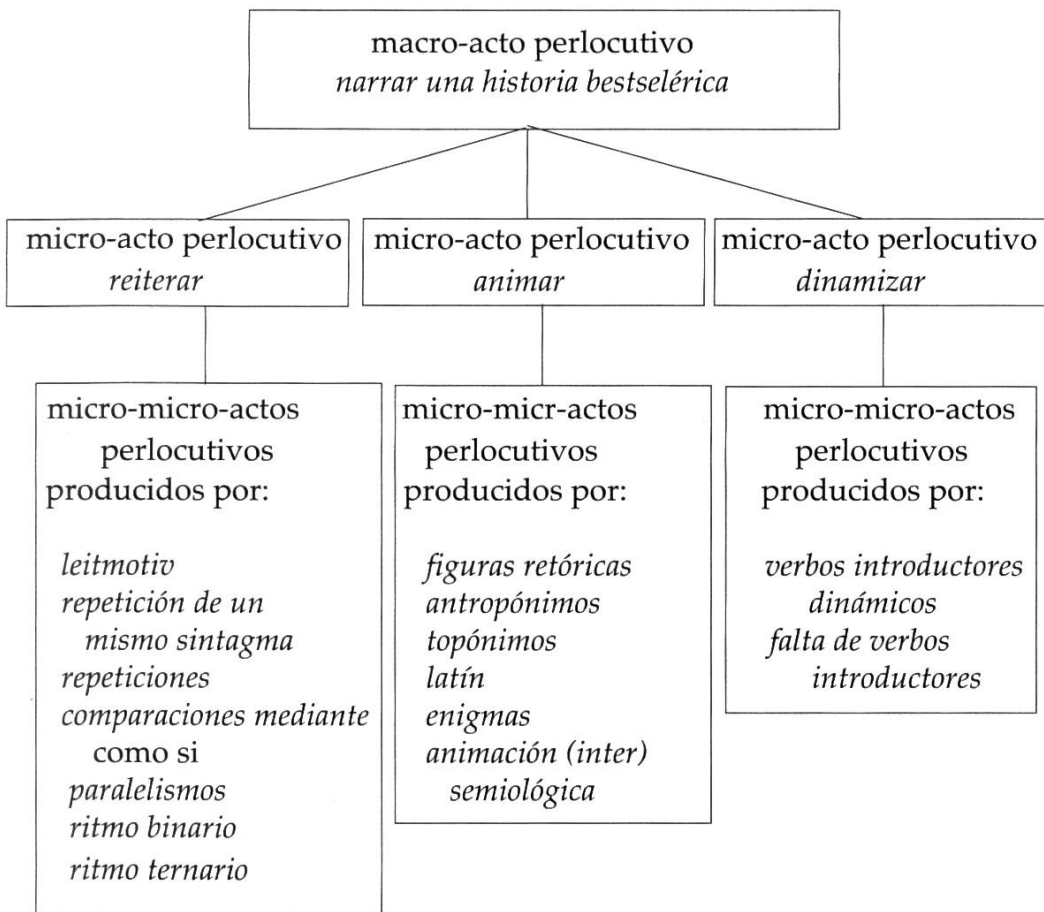 macro-acto perlocutivo
narrar una historia bestselérica
micro-acto perlocutivo
reiterar
micro-acto perlocutivo
animar
micro-acto perlocutivo
dinamizar
micro-micro-actos
perlocutivos
producidos por:
leitmotiv
repetición de un
mismo sintagma
repeticiones
comparaciones mediante
como si
paralelismos
ritmo binario
ritmo ternario
micro-micr-actos
perlocutivos
producidos por:
figuras retóricas
antropónimos
topónimos
latín
enigmas
animación (inter)
semiológica
micro-micro-actos
perlocutivos
producidos por:
verbos introductores
dinámicos
falta de verbos
introductores